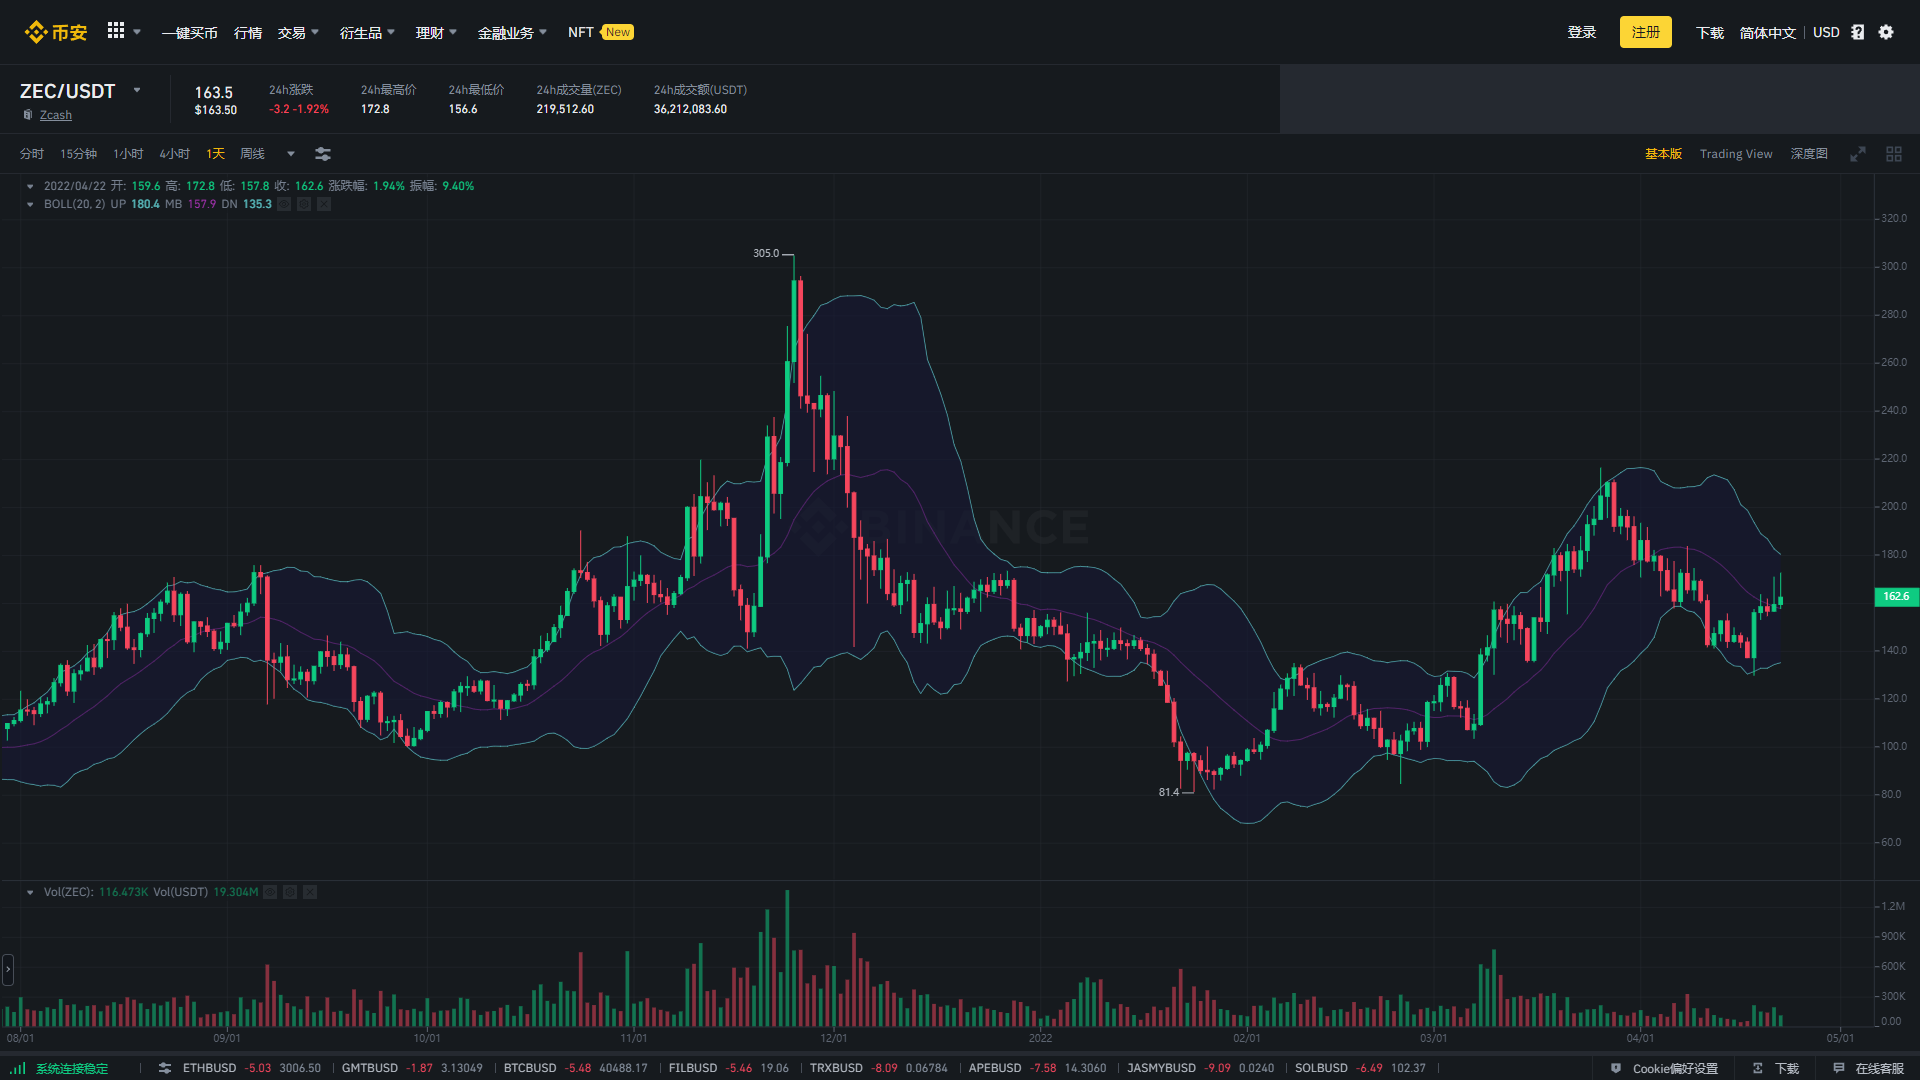 币安 一键买币 行情 交易 衍生品 理财 金融业务 NFT New 登录 注册 下载 简体中文 USD
ZEC/USDT
Zcash
163.5
$163.50
24h涨跌
-3.2 -1.92%
24h最高价
172.8
24h最低价
156.6
24h成交量(ZEC)
219,512.60
24h成交额(USDT)
36,212,083.60
分时 15分钟 1小时 4小时 1天 周线 基本版 Trading View 深度图
2022/04/22 开: 159.6 高: 172.8 低: 157.8 收: 162.6 涨跌幅: 1.94% 振幅: 9.40%
BOLL(20, 2) UP 180.4 MB 157.9 DN 135.3
320.0
305.0
300.0
280.0
260.0
240.0
220.0
200.0
BINANCE
180.0
162.6
140.0
120.0
100.0
81.4
80.0
60.0
Vol(ZEC): 116.473K Vol(USDT) 19.304M
1.2M
900K
600K
300K
0.00
08/01 09/01 10/01 11/01 12/01 2022 02/01 03/01 04/01 05/01
系统连接稳定 ETHBUSD -5.03 3006.50 GMTBUSD -1.87 3.13049 BTCBUSD -5.48 40488.17 FILBUSD -5.46 19.06 TRXBUSD -8.09 0.06784 APEBUSD -7.58 14.3060 JASMYBUSD -9.09 0.0240 SOLBUSD -6.49 102.37 Cookie偏好设置 下载 在线客服